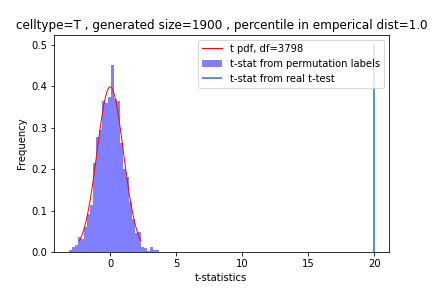 celltype=T , generated size=1900 , percentile in emperical dist=1.0
t pdf, df=3798
t-stat from permutation labels
t-stat from real t-test
0.5
0.4
0.3
0.2
0.1
0.0
Frequency
0 5 10 15 20
t-statistics